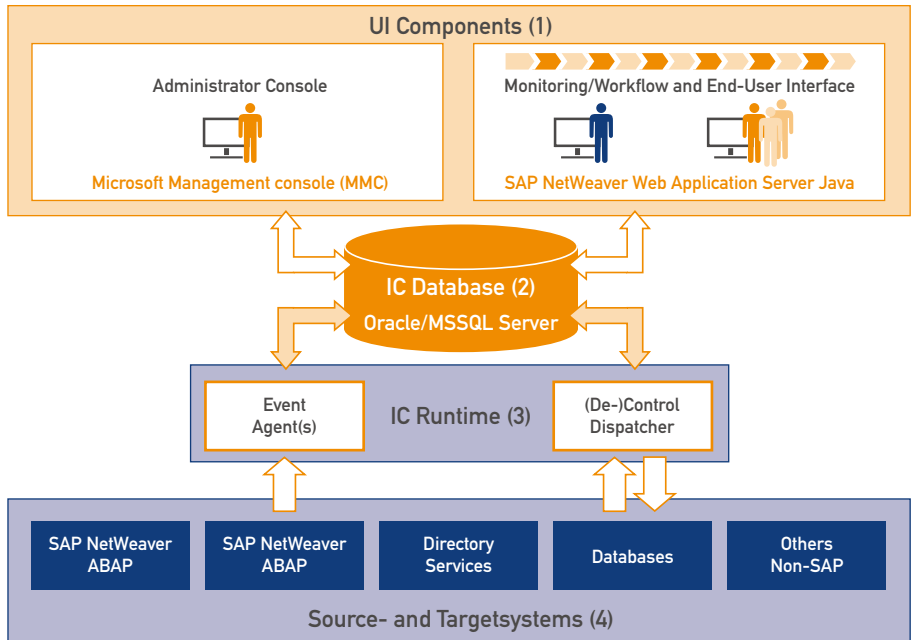 UI Components (1)
Administrator Console
Microsoft Management console (MMC)
Monitoring/Workflow and End-User Interface
SAP NetWeaver Web Application Server Java
IC Database (2)
Oracle/MSSQL Server
Event
Agent(s)
IC Runtime (3)
(De-)Control
Dispatcher
SAP NetWeaver
ABAP
SAP NetWeaver
ABAP
Directory
Services
Databases
Others
Non-SAP
Source- and Targetsystems (4)